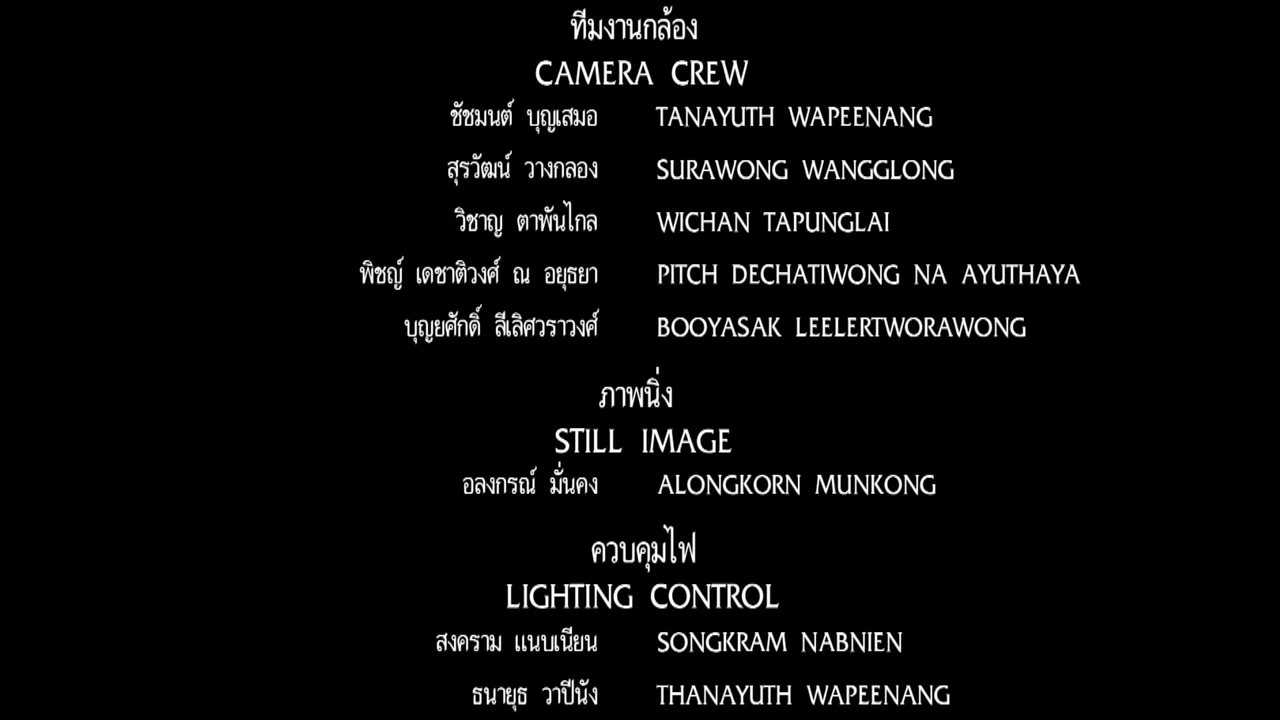 ทีมงานกล้อง
CAMERA CREW
ชัชมนต์ บุญเสมอ TANAYUTH WAPEENANG
สุรวัฒน์ วางกลอง SURAWONG WANGGLONG
วิชาญ ตาพันไกล WICHAN TAPUNGLAI
พิชญ์ เดชาติวงศ์ ณ อยุธยา PITCH DECHATIWONG NA AYUTHAYA
บุญยศักดิ์ ลีเลิศวราวงศ์ BOOYASAK LEELERTWORAWONG
ภาพนิ่ง
STILL IMAGE
อลงกรณ์ มั่นคง ALONGKORN MUNKONG
ควบคุมไฟ
LIGHTING CONTROL
สงคราม แนบเนียน SONGKRAM NABNIEN
ธนายุธ วาปีนัง THANAYUTH WAPEENANG